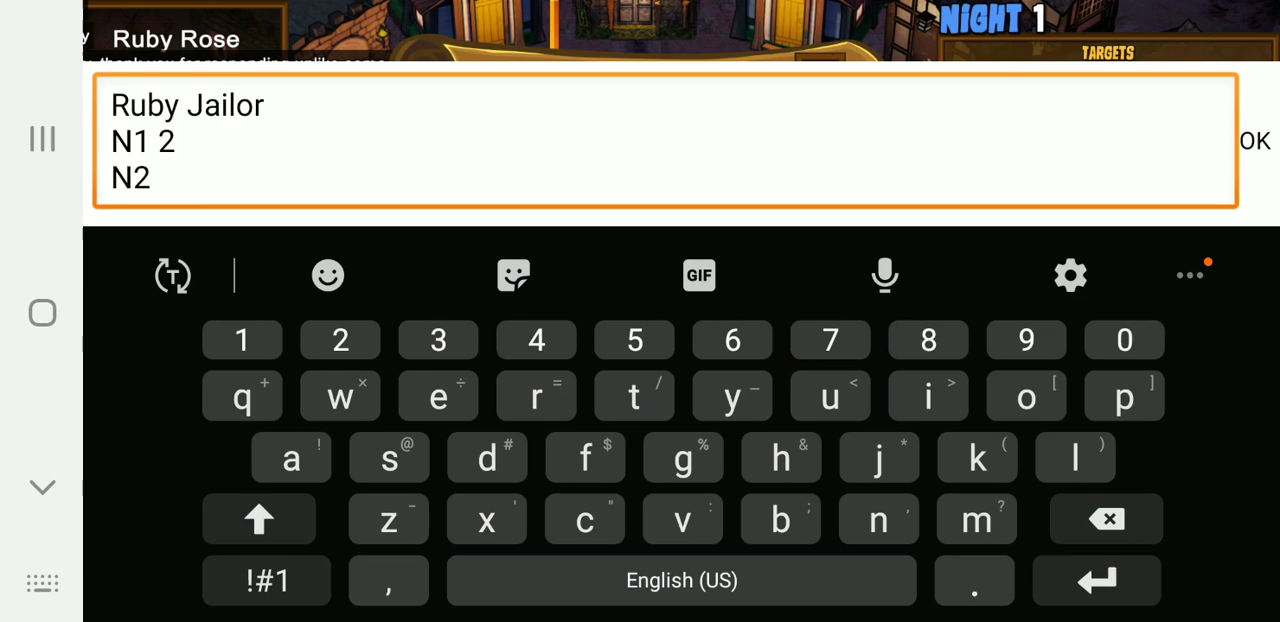 Ruby Rose
NIGHT 1
TARGETS
Ruby Jailor
N1 2
N2
OK
T
GIF
1 2 3 4 5 6 7 8 9 0
q + w × e ÷ r = t / y _ u < i > o [ p ]
a ! s @ d # f $ g % h & j * k ( l )
z - x ' c " v : b ; n , m ?
!#1 , English (US) .